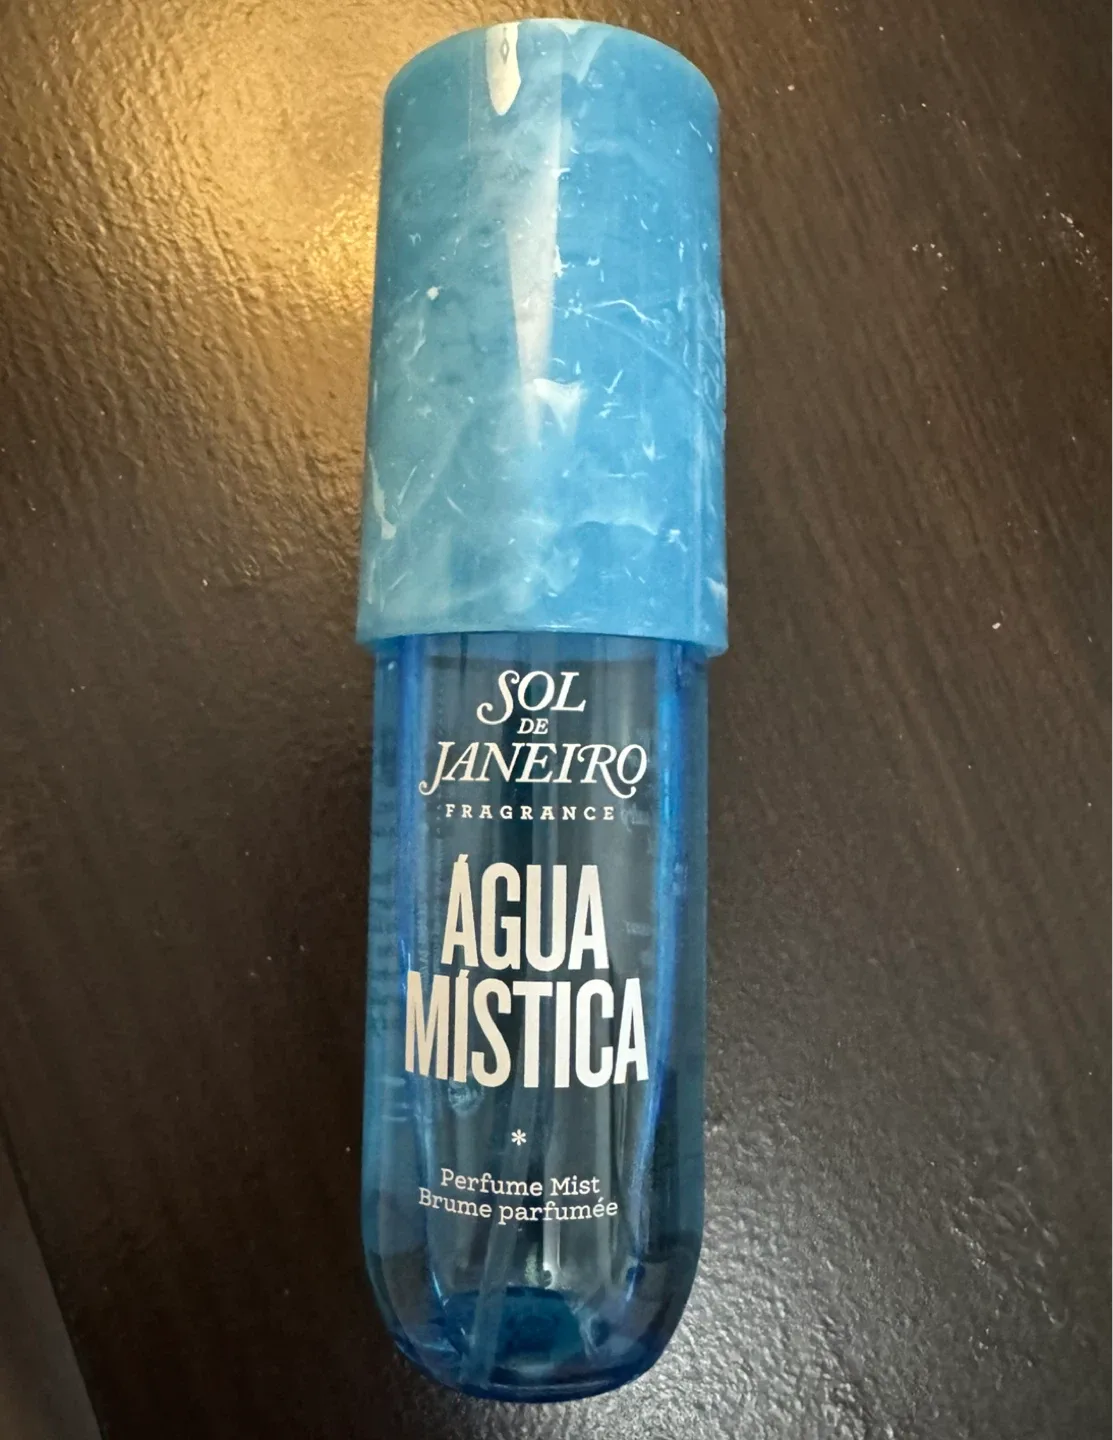 SOL
DE
JANEIRO
FRAGRANCE
ÁGUA
MÍSTICA
*
Perfume Mist
Brume parfumée